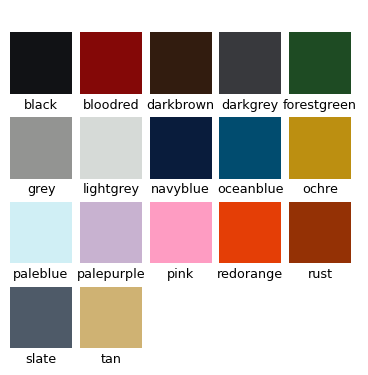 black bloodred darkbrown darkgrey forestgreen
grey lightgrey navyblue oceanblue ochre
paleblue palepurple pink redorange rust
slate tan